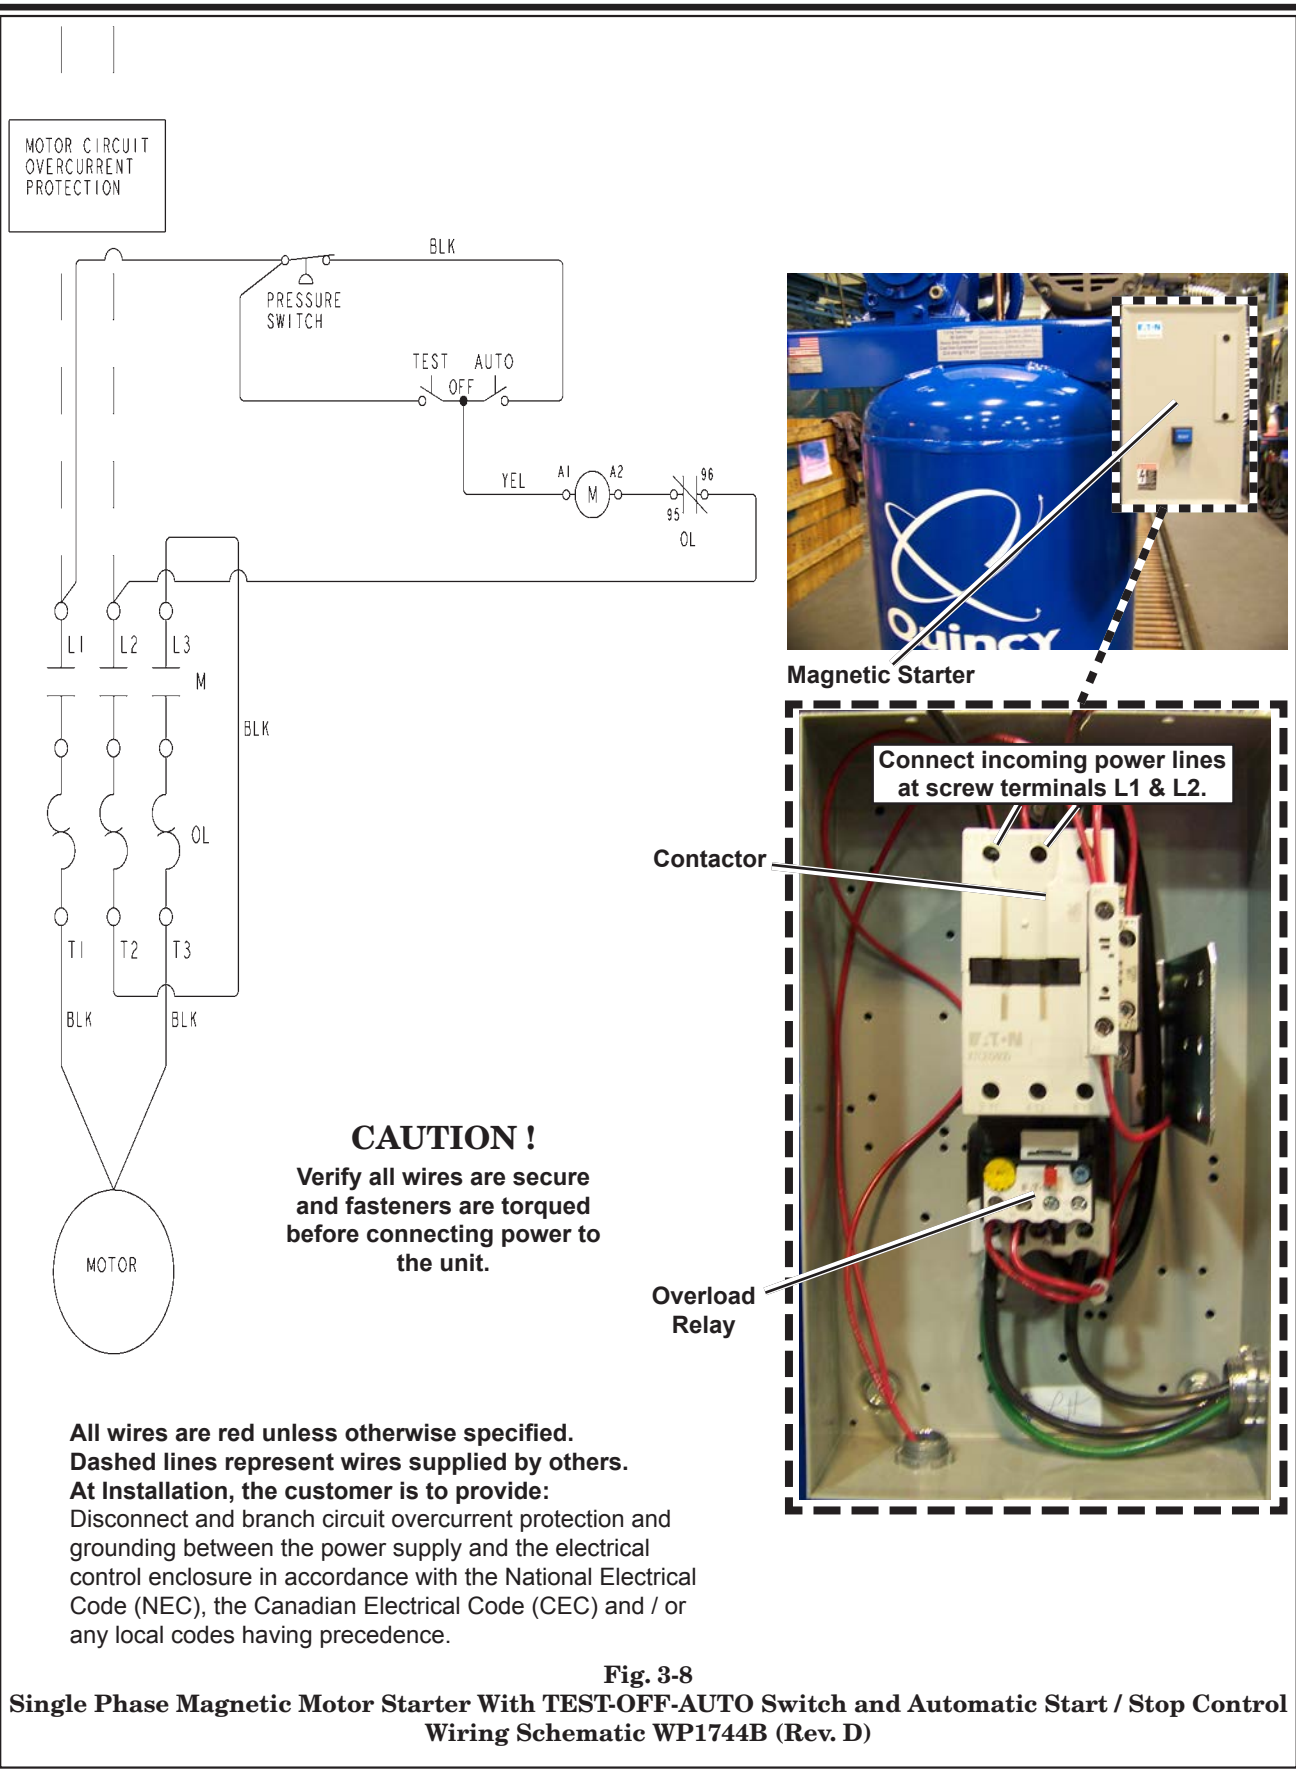 MOTOR CIRCUIT
OVERCURRENT
PROTECTION
BLK
PRESSURE
SWITCH
TEST
AUTO
OFF
YEL
A1
A2
M
96
95
OL
L1
L2
L3
M
BLK
OL
T1
T2
T3
BLK
BLK
MOTOR
E·T·N
Quincy
Magnetic Starter
Connect incoming power lines
at screw terminals L1 & L2.
Contactor
E·T·N
Overload
Relay
CAUTION !
Verify all wires are secure
and fasteners are torqued
before connecting power to
the unit.
All wires are red unless otherwise specified.
Dashed lines represent wires supplied by others.
At Installation, the customer is to provide:
Disconnect and branch circuit overcurrent protection and
grounding between the power supply and the electrical
control enclosure in accordance with the National Electrical
Code (NEC), the Canadian Electrical Code (CEC) and / or
any local codes having precedence.
Fig. 3-8
Single Phase Magnetic Motor Starter With TEST-OFF-AUTO Switch and Automatic Start / Stop Control
Wiring Schematic WP1744B (Rev. D)